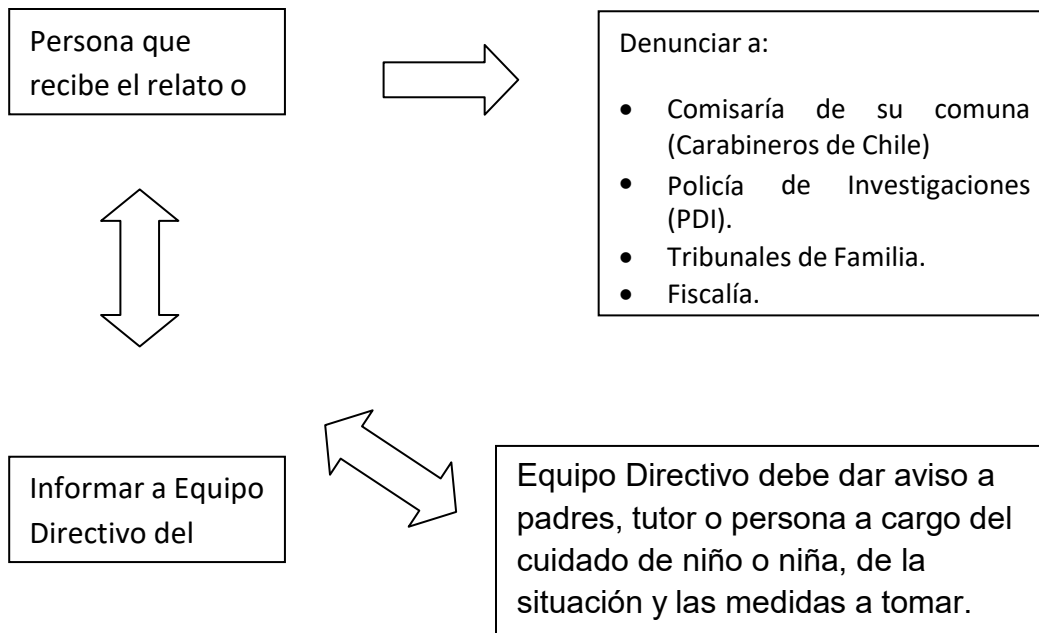 Persona que
recibe el relato o
Denunciar a:
• Comisaría de su comuna
(Carabineros de Chile)
• Policía de Investigaciones
(PDI).
• Tribunales de Familia.
• Fiscalía.
Informar a Equipo
Directivo del
Equipo Directivo debe dar aviso a
padres, tutor o persona a cargo del
cuidado de niño o niña, de la
situación y las medidas a tomar.